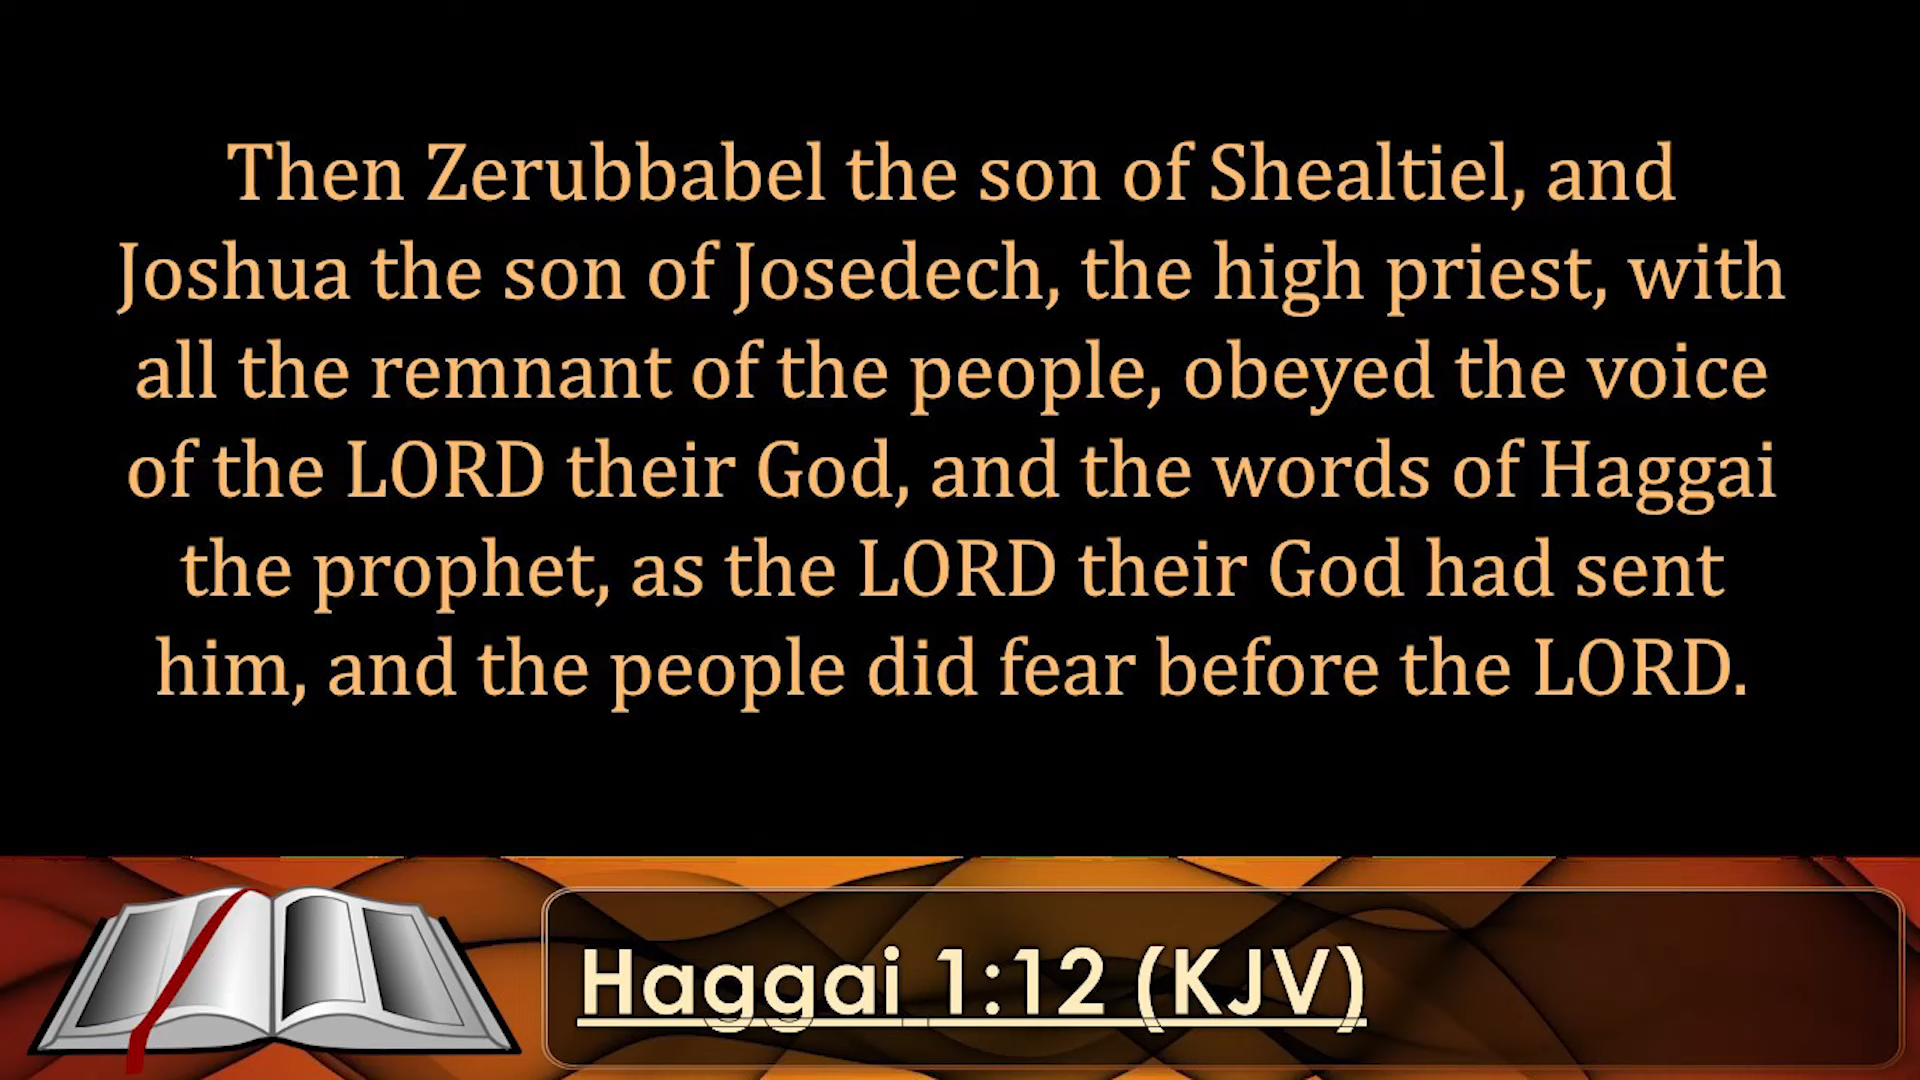 Then Zerubbabel the son of Shealtiel, and
Joshua the son of Josedech, the high priest, with
all the remnant of the people, obeyed the voice
of the LORD their God, and the words of Haggai
the prophet, as the LORD their God had sent
him, and the people did fear before the LORD.
Haggai 1:12 (KJV)